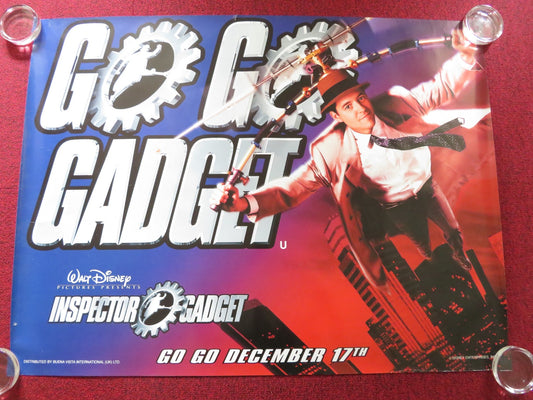 GO GO
GADGET
U
WALT DISNEY
PICTURES PRESENTS
INSPECTOR GADGET
GO GO DECEMBER 17TH
DISTRIBUTED BY BUENA VISTA INTERNATIONAL (UK) LTD